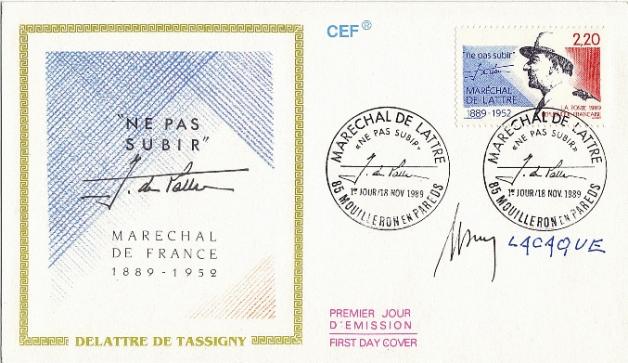 "NE PAS
SUBIR"
MARECHAL
DE FRANCE
1889-1952
DELATTRE DE TASSIGNY
CEF ®
"ne pas subir"
2,20
MARÉCHAL
DE LATTRE
1889-1952
LA POSTE 1989
RÉPUBLIQUE FRANÇAISE
MARECHAL DE LATTRE
«NE PAS SUBIR»
1er JOUR/18 NOV. 1989
85 MOUILLERON EN PAREDS
MARECHAL DE LATTRE
«NE PAS SUBIR»
1er JOUR/18 NOV. 1989
85 MOUILLERON EN PAREDS
LACAQUE
PREMIER JOUR
D'EMISSION
FIRST DAY COVER